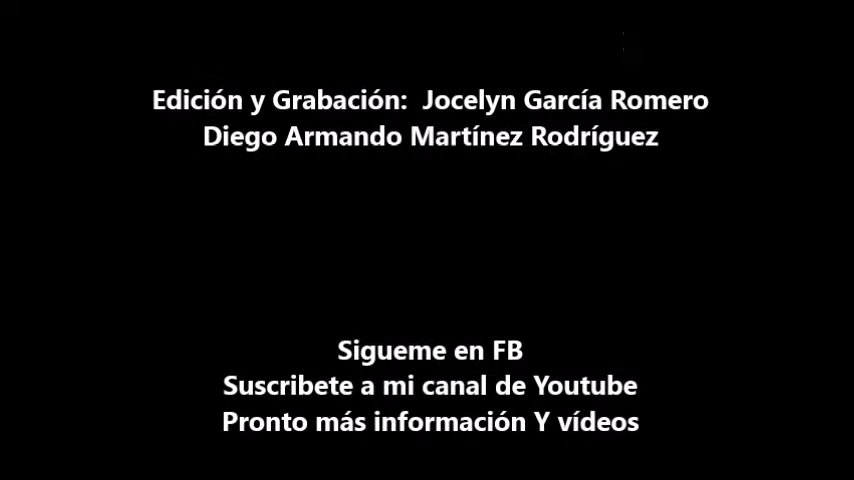 Edición y Grabación:  Jocelyn García Romero
Diego Armando Martínez Rodríguez
Sigueme en FB
Suscribete a mi canal de Youtube
Pronto más información Y vídeos